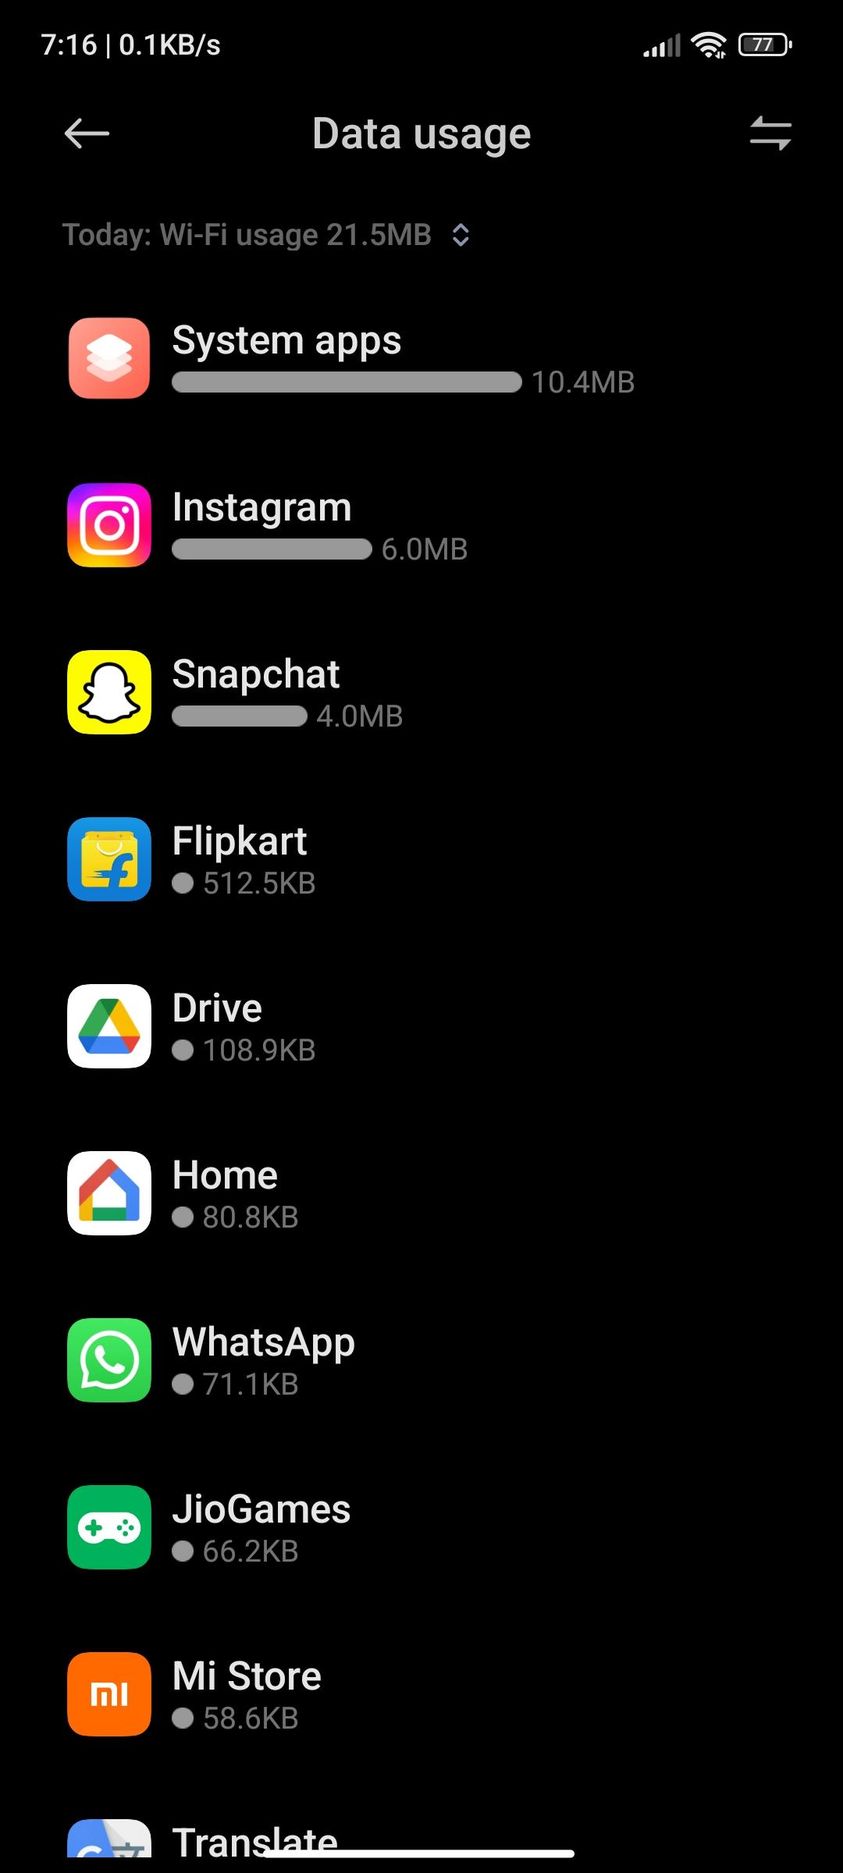 7:16 | 0.1KB/s
77
Data usage
Today: Wi-Fi usage 21.5MB
System apps
10.4MB
Instagram
6.0MB
Snapchat
4.0MB
Flipkart
512.5KB
Drive
108.9KB
Home
80.8KB
WhatsApp
71.1KB
JioGames
66.2KB
Mi Store
58.6KB
Translate